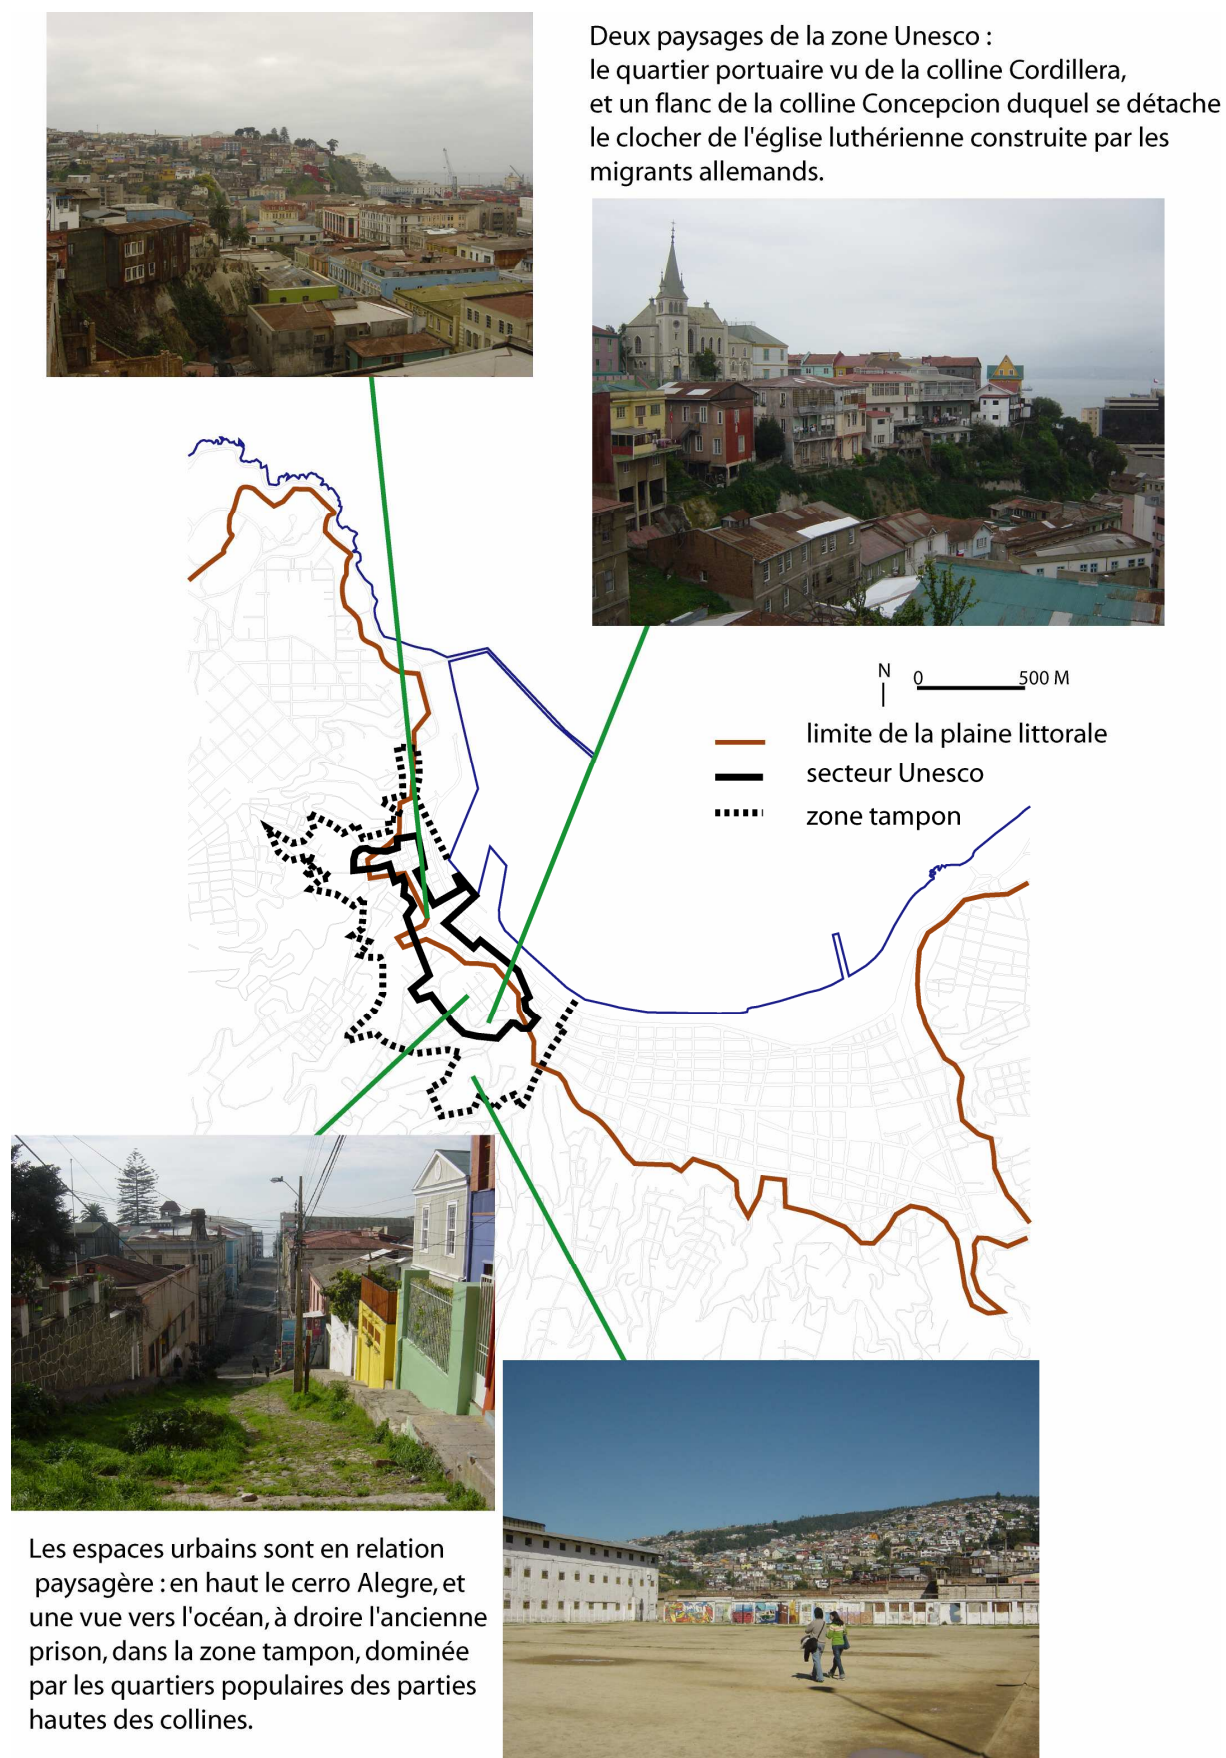 Deux paysages de la zone Unesco :
le quartier portuaire vu de la colline Cordillera,
et un flanc de la colline Concepcion duquel se détache
le clocher de l'église luthérienne construite par les
migrants allemands.
N
0 500 M
limite de la plaine littorale
secteur Unesco
zone tampon
Les espaces urbains sont en relation
paysagère : en haut le cerro Alegre, et
une vue vers l'océan, à droire l'ancienne
prison, dans la zone tampon, dominée
par les quartiers populaires des parties
hautes des collines.